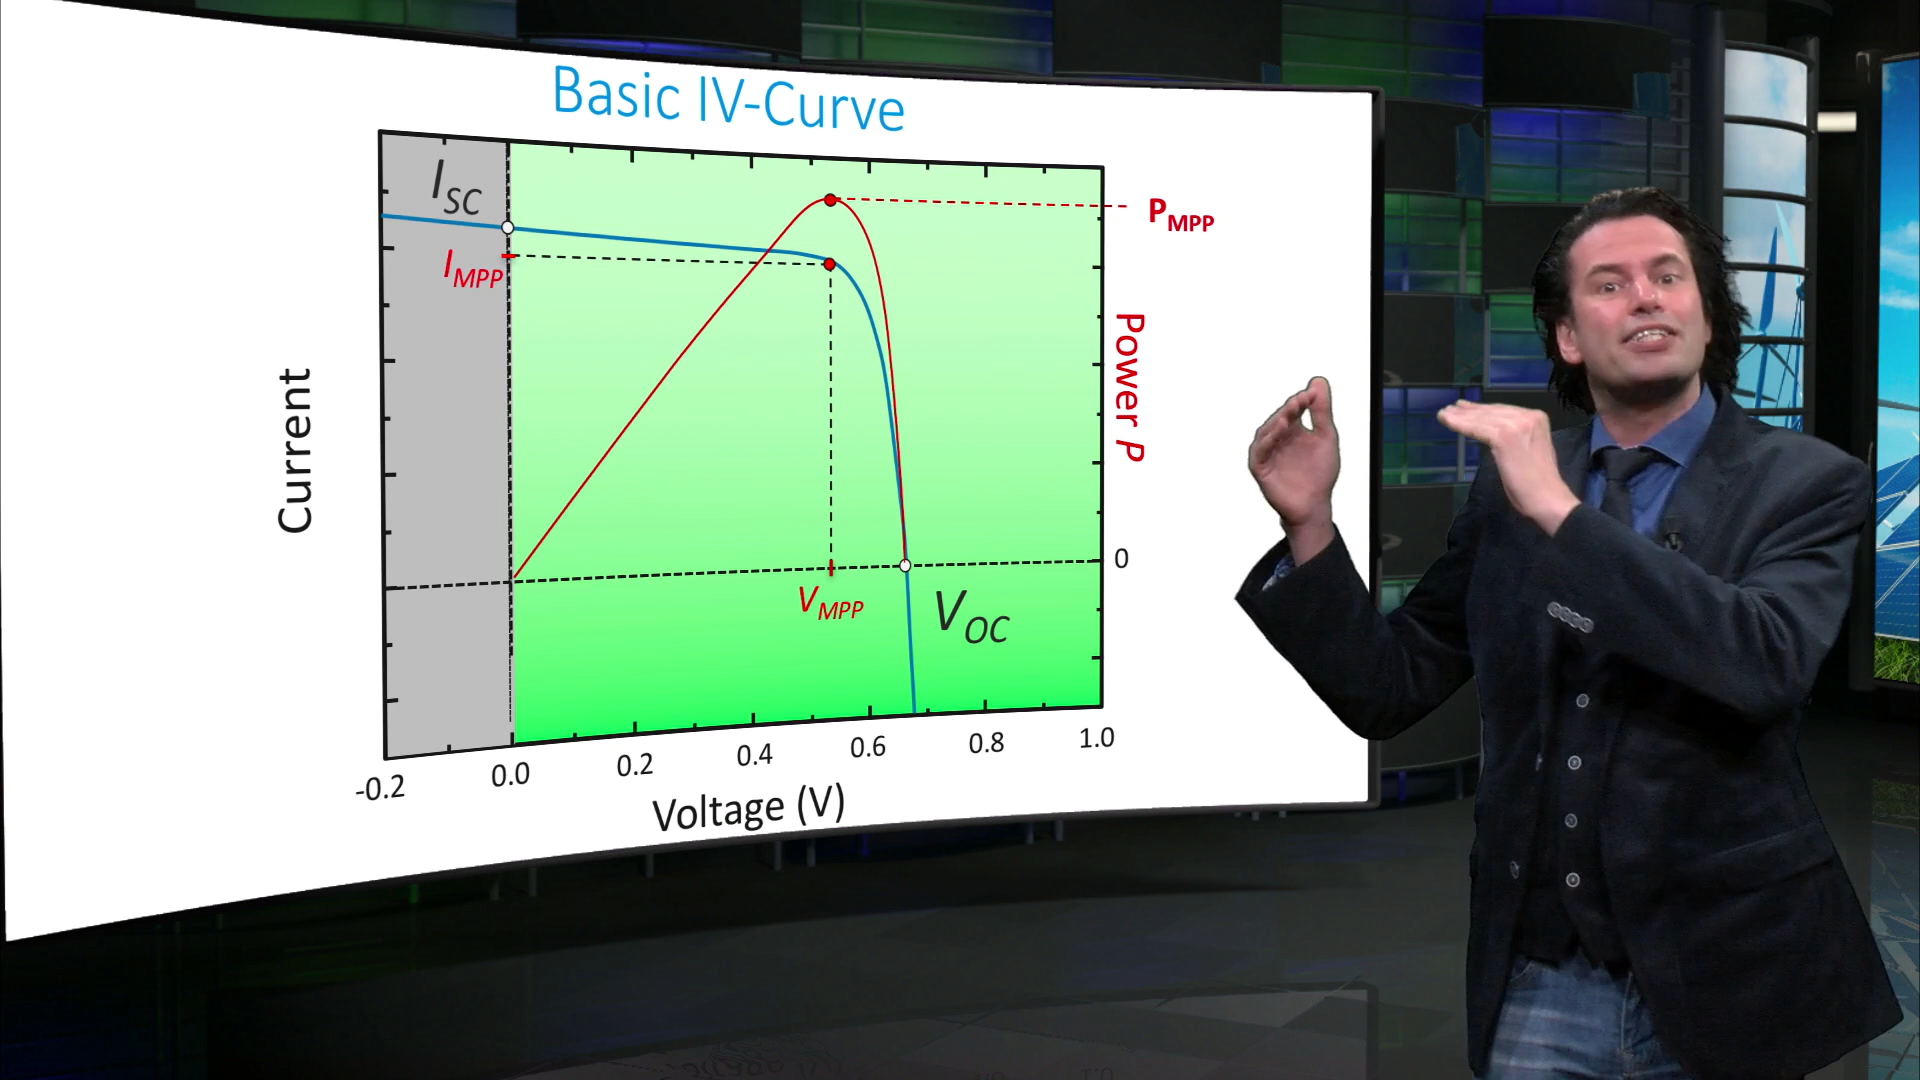 Basic IV-Curve
I_SC
I_MPP
P_MPP
Current
Power P
0
V_MPP
V_OC
-0.2
0.0
0.2
0.4
0.6
0.8
1.0
Voltage (V)